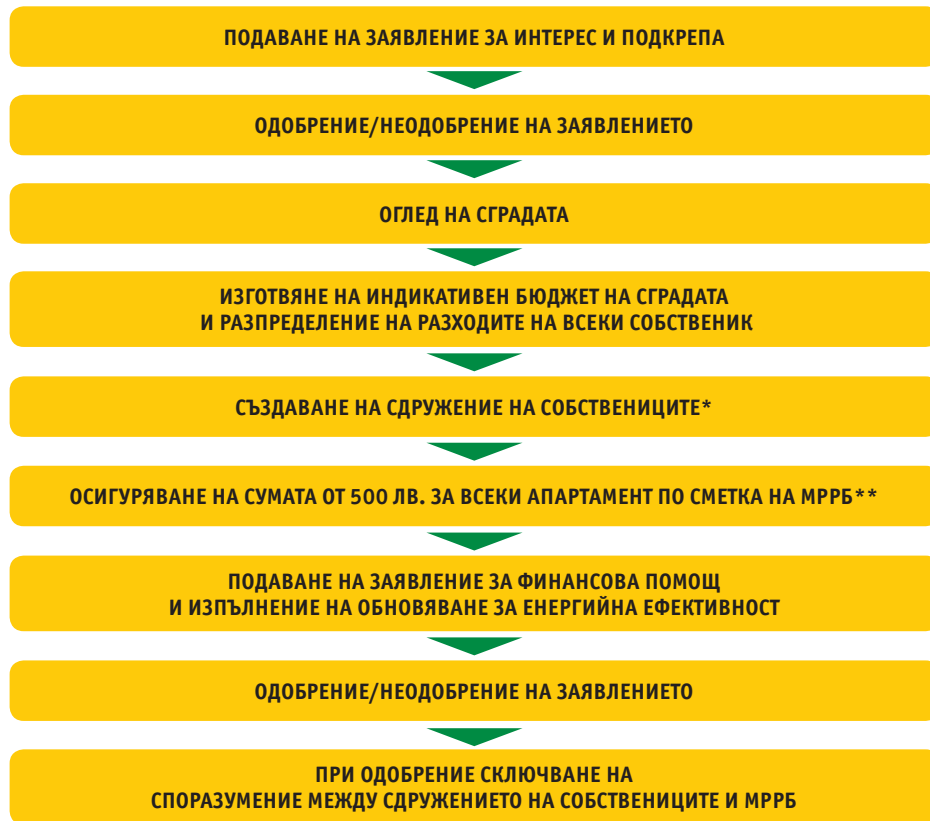 ПОДАВАНЕ НА ЗАЯВЛЕНИЕ ЗА ИНТЕРЕС И ПОДКРЕПА
ОДОБРЕНИЕ/НЕОДОБРЕНИЕ НА ЗАЯВЛЕНИЕТО
ОГЛЕД НА СГРАДАТА
ИЗГОТВЯНЕ НА ИНДИКАТИВЕН БЮДЖЕТ НА СГРАДАТА
И РАЗПРЕДЕЛЕНИЕ НА РАЗХОДИТЕ НА ВСЕКИ СОБСТВЕНИК
СЪЗДАВАНЕ НА СДРУЖЕНИЕ НА СОБСТВЕНИЦИТЕ*
ОСИГУРЯВАНЕ НА СУМАТА ОТ 500 ЛВ. ЗА ВСЕКИ АПАРТАМЕНТ ПО СМЕТКА НА МРРБ**
ПОДАВАНЕ НА ЗАЯВЛЕНИЕ ЗА ФИНАНСОВА ПОМОЩ
И ИЗПЪЛНЕНИЕ НА ОБНОВЯВАНЕ ЗА ЕНЕРГИЙНА ЕФЕКТИВНОСТ
ОДОБРЕНИЕ/НЕОДОБРЕНИЕ НА ЗАЯВЛЕНИЕТО
ПРИ ОДОБРЕНИЕ СКЛЮЧВАНЕ НА
СПОРАЗУМЕНИЕ МЕЖДУ СДРУЖЕНИЕТО НА СОБСТВЕНИЦИТЕ И МРРБ